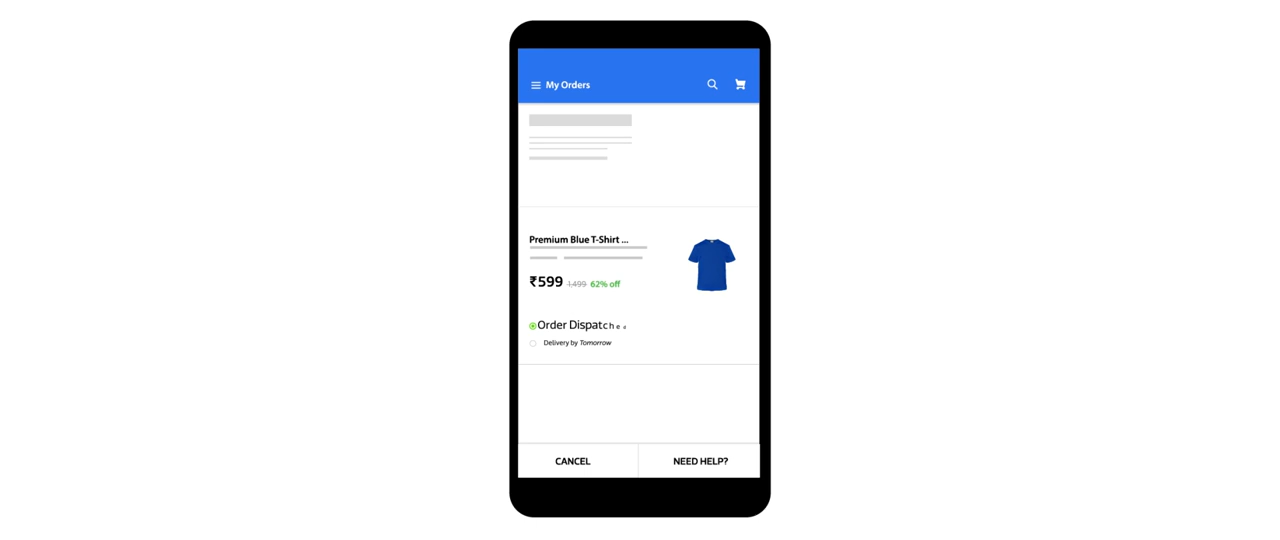 My Orders
Premium Blue T-Shirt ...
₹599 1,499 62% off
Order Dispatched
Delivery by Tomorrow
CANCEL
NEED HELP?